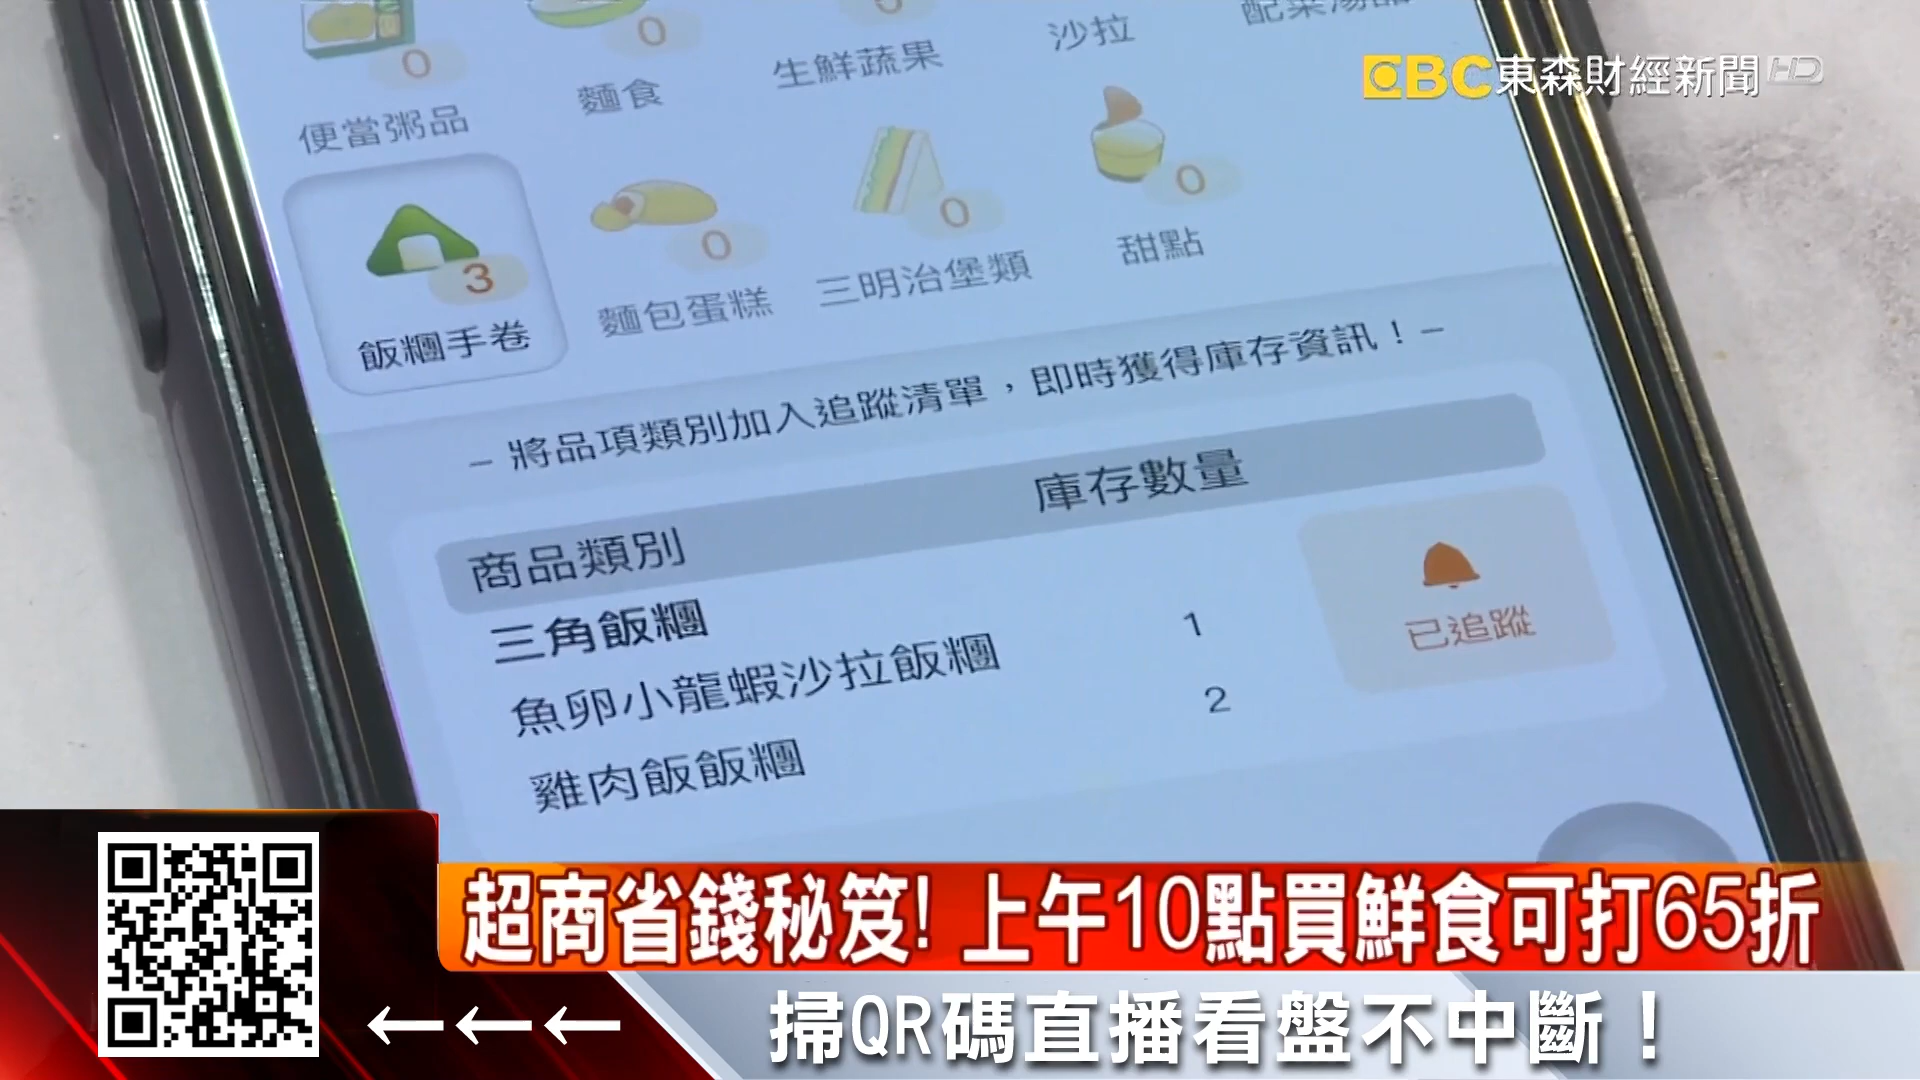 0
0
沙拉
便當粥品
麵食
生鮮蔬果
EBC東森財經新聞HD
3
0
0
0
飯糰手卷
麵包蛋糕
三明治堡類
甜點
– 將品項類別加入追蹤清單，即時獲得庫存資訊！–
商品類別
庫存數量
三角飯糰
魚卵小龍蝦沙拉飯糰
1
雞肉飯飯糰
2
已追蹤
超商省錢秘笈! 上午10點買鮮食可打65折
←←←
掃QR碼直播看盤不中斷！